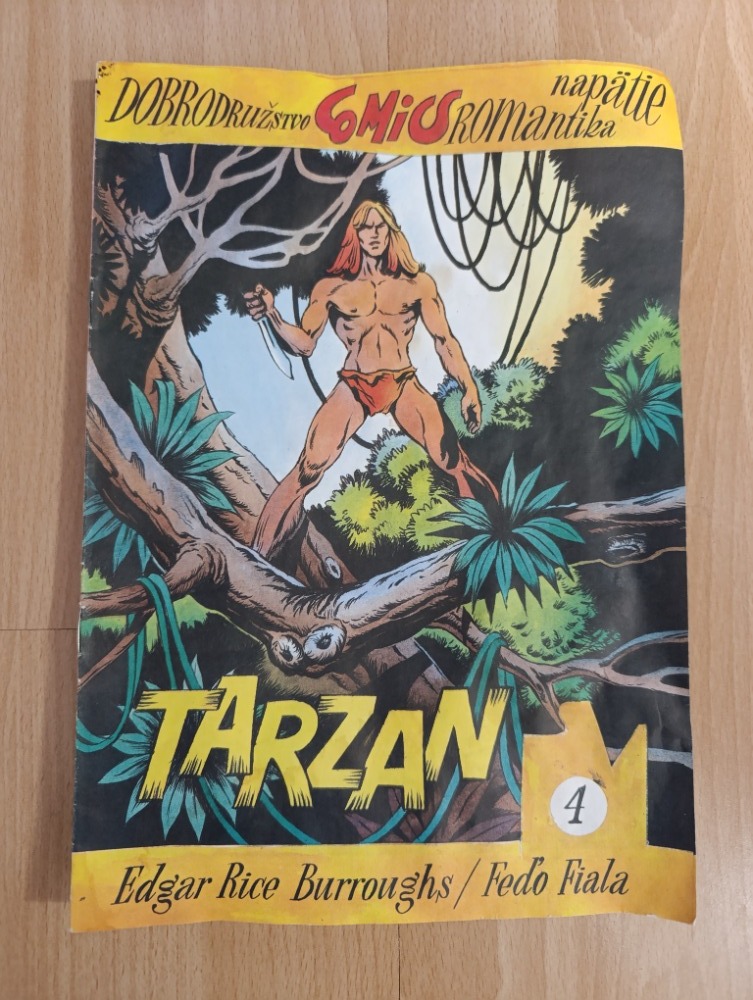 DOBRODRUŽSTVO COMICS ROMANTIKA napätie
TARZAN
4
Edgar Rice Burroughs / Feďo Fiala